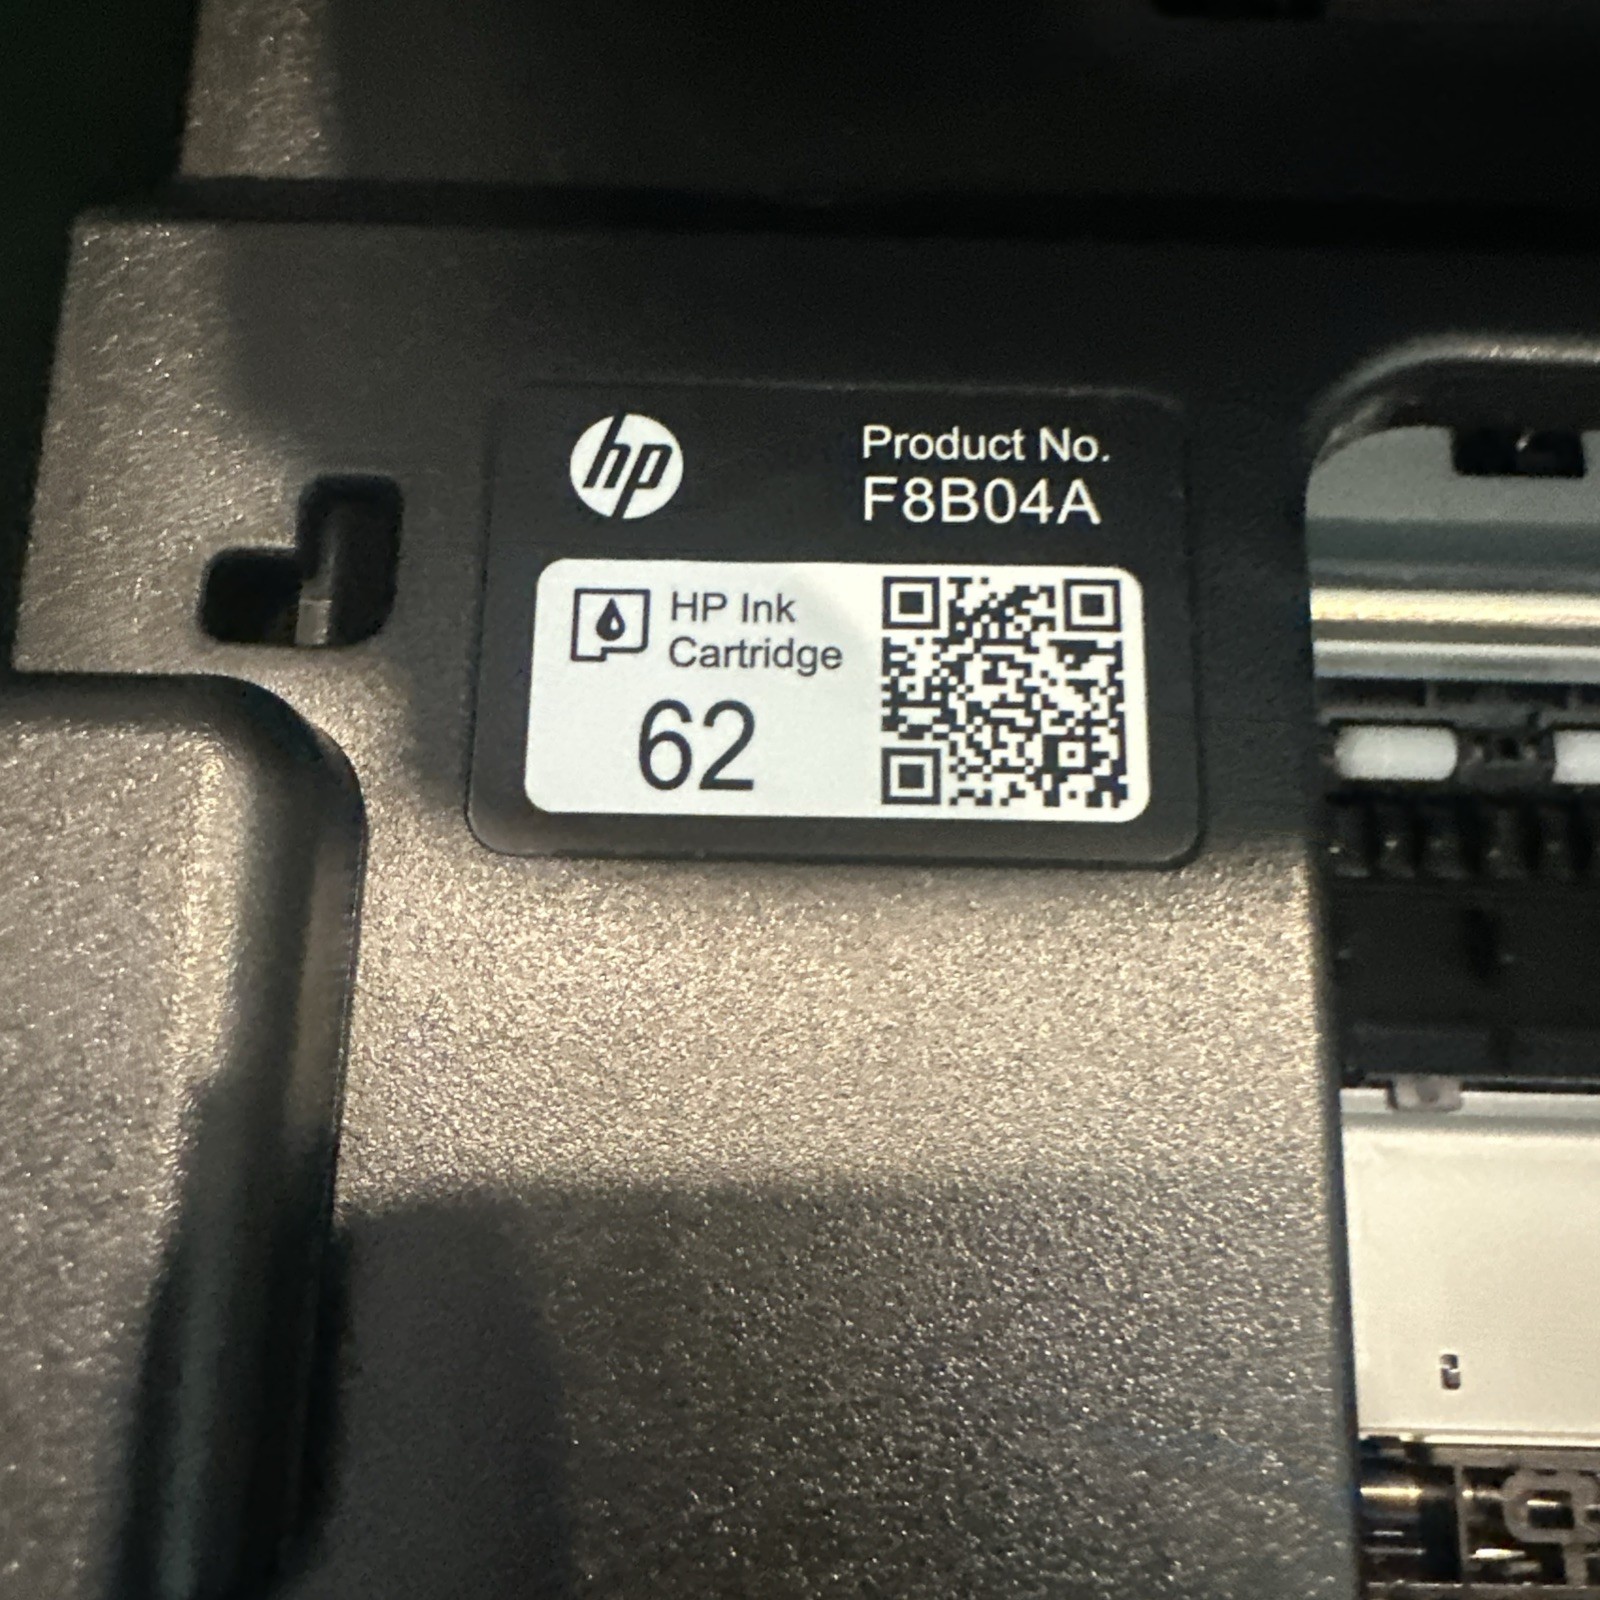 hp
Product No.
F8B04A
HP Ink
Cartridge
62